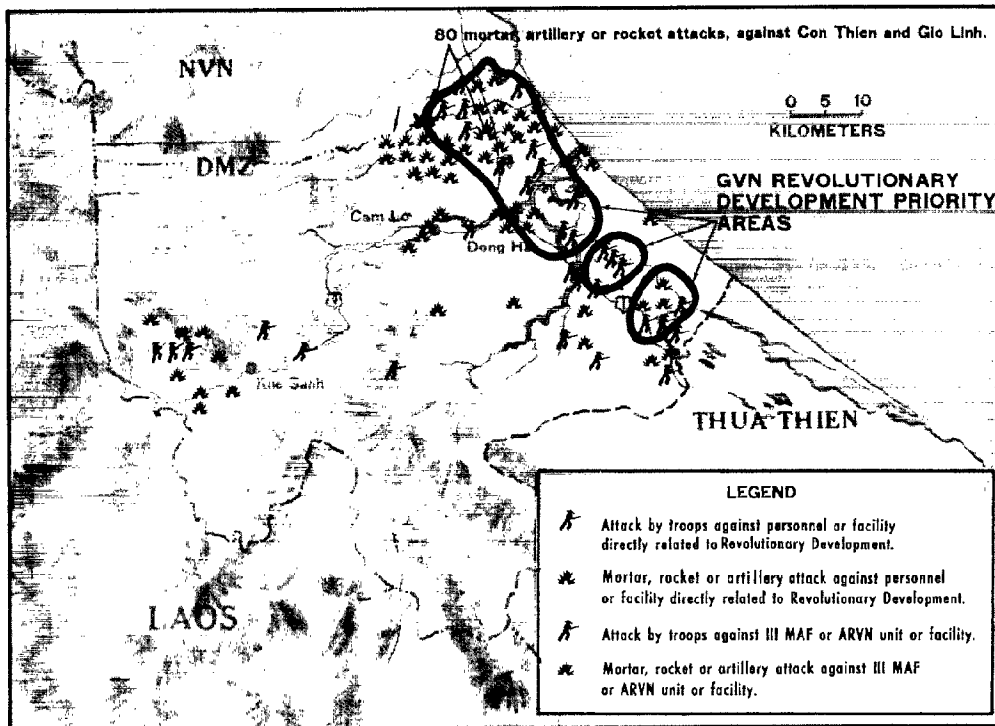 80 mortar, artillery or rocket attacks, against Con Thien and Gio Linh.
NVN
0 5 10
KILOMETERS
DMZ
GVN REVOLUTIONARY
DEVELOPMENT PRIORITY
AREAS
Cam Lo
Dong Ha
Khe Sanh
THUA THIEN
LAOS
LEGEND
Attack by troops against personnel or facility
directly related to Revolutionary Development.
Mortar, rocket or artillery attack against personnel
or facility directly related to Revolutionary Development.
Attack by troops against III MAF or ARVN unit or facility.
Mortar, rocket or artillery attack against III MAF
or ARVN unit or facility.